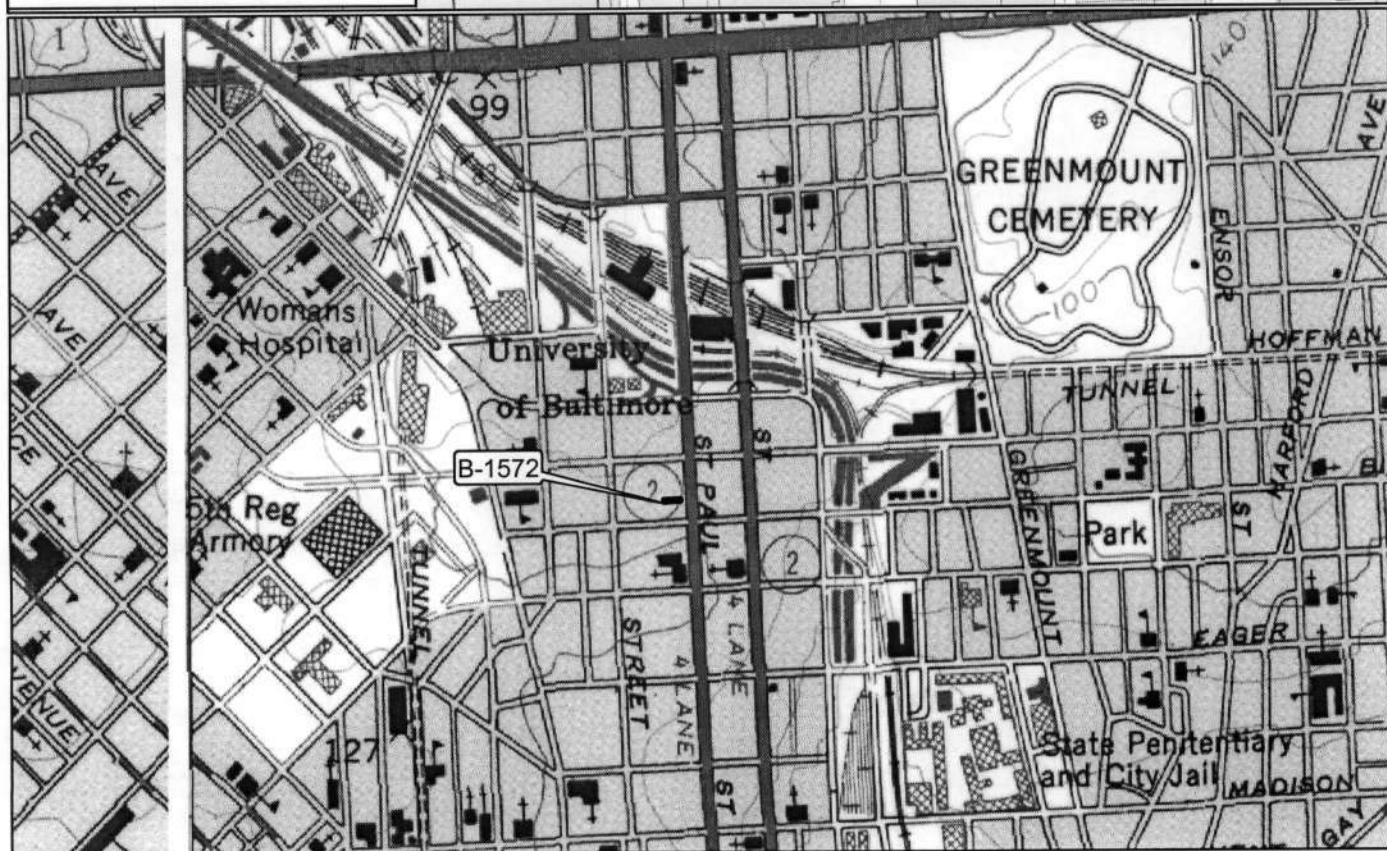 1
99
140
AVE
AVE
GREENMOUNT
CEMETERY
ENSOR
100
Womans
Hospital
AVE
University
of Baltimore
HOFFMAN
TUNNEL
HARFORD
ST
ST PAUL
ST
B-1572
2
GREENMOUNT
5th Reg
Armory
Park
2
TUNNEL
4 LANE
STREET
4 LANE
EAGER
AVENUE
127
State Penitentiary
and City Jail
MADISON
ST
GAY